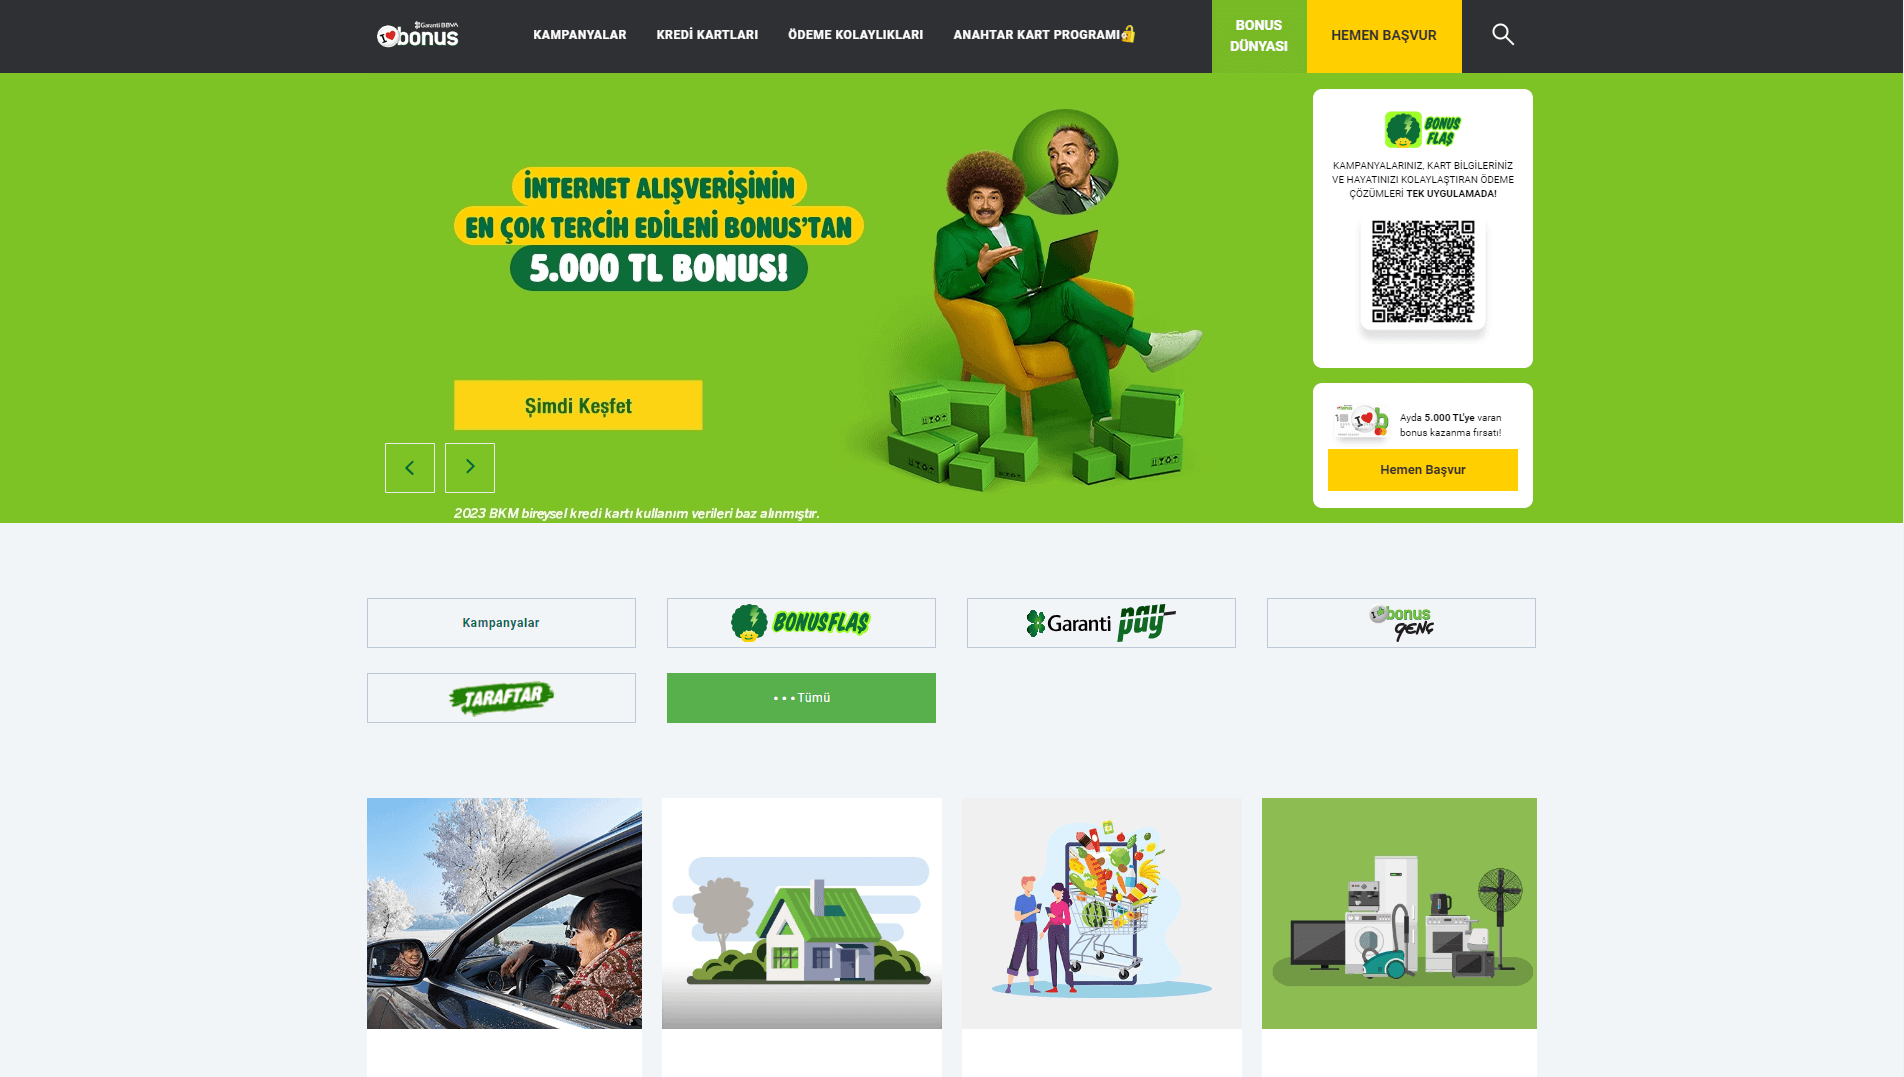 Garanti BBVA
bonus
KAMPANYALAR
KREDİ KARTLARI
ÖDEME KOLAYLIKLARI
ANAHTAR KART PROGRAMI
BONUS
DÜNYASI
HEMEN BAŞVUR
İNTERNET ALIŞVERİŞİNİN
EN ÇOK TERCİH EDİLENİ BONUS'TAN
5.000 TL BONUS!
Şimdi Keşfet
2023 BKM bireysel kredi kartı kullanım verileri baz alınmıştır.
BONUS
FLAŞ
KAMPANYALARINIZ, KART BİLGİLERİNİZ
VE HAYATINIZI KOLAYLAŞTIRAN ÖDEME
ÇÖZÜMLERİ TEK UYGULAMADA!
Ayda 5.000 TL'ye varan
bonus kazanma fırsatı!
Hemen Başvur
Kampanyalar
BONUSFLAŞ
Garanti pay
bonus
genç
TARAFTAR
Tümü